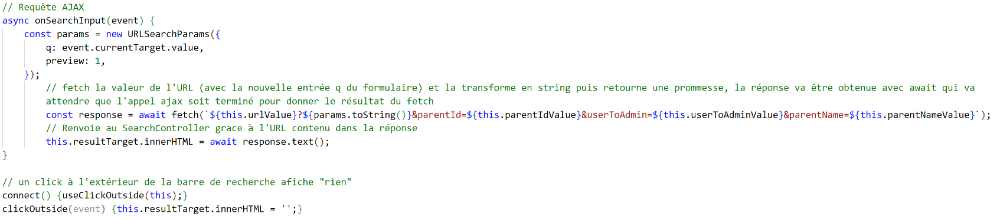 // Requête AJAX
async onSearchInput(event) {
    const params = new URLSearchParams({
        q: event.currentTarget.value,
        preview: 1,
    });
        // fetch la valeur de l'URL (avec la nouvelle entrée q du formulaire) et la transforme en string puis retourne une prommesse, la réponse va être obtenue avec await qui va
        attendre que l'appel ajax soit terminé pour donner le résultat du fetch
        const response = await fetch(`${this.urlValue}?${params.toString()}&parentId=${this.parentIdValue}&userToAdmin=${this.userToAdminValue}&parentName=${this.parentNameValue}`);
        // Renvoie au SearchController grace à l'URL contenu dans la réponse
        this.resultTarget.innerHTML = await response.text();
}

// un click à l'extérieur de la barre de recherche afiche "rien"
connect() {useClickOutside(this);}
clickOutside(event) {this.resultTarget.innerHTML = '';}